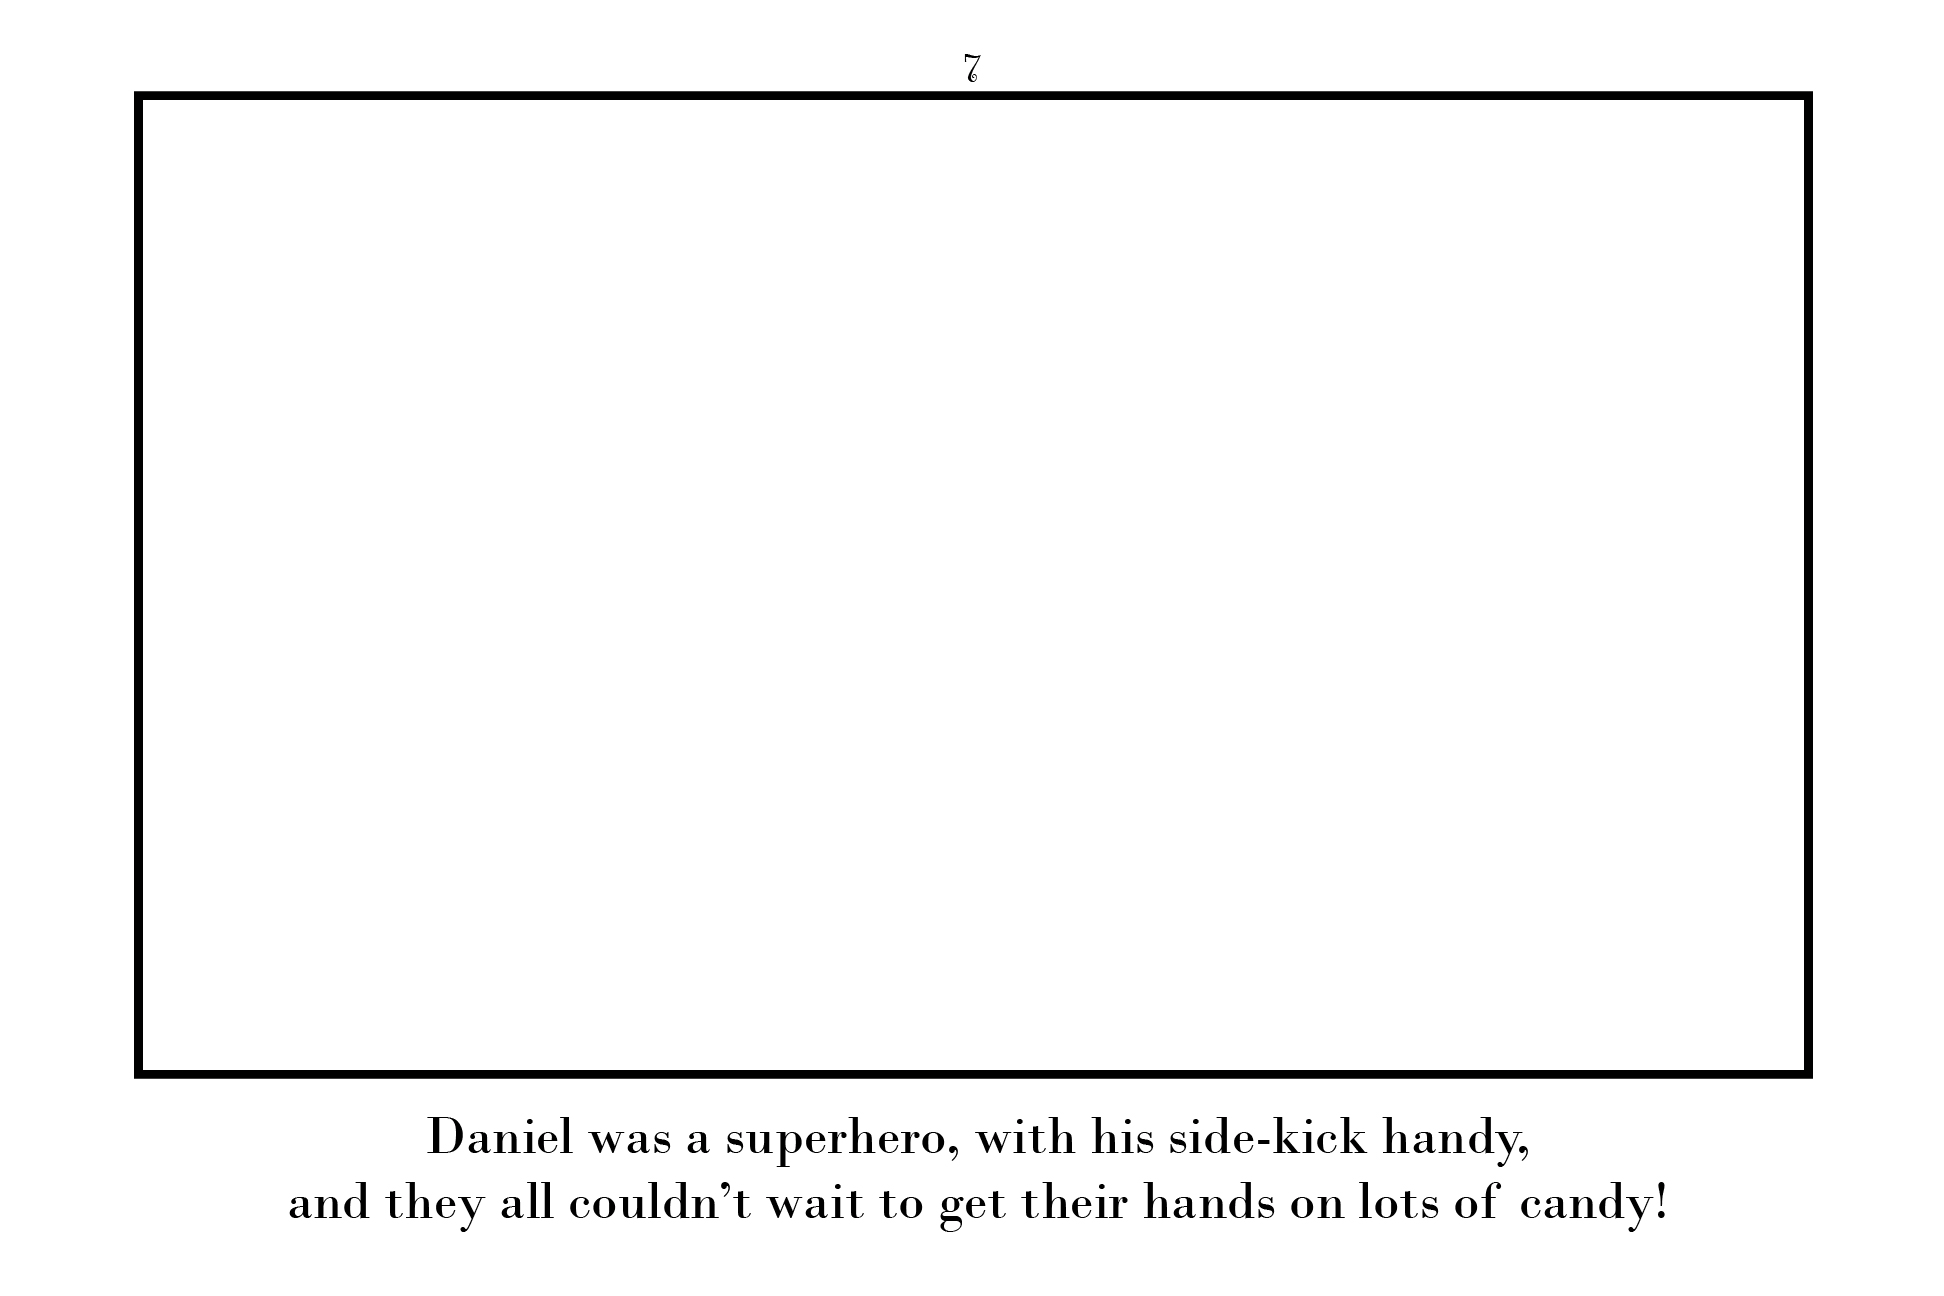 7
Daniel was a superhero, with his side-kick handy,
and they all couldn’t wait to get their hands on lots of candy!